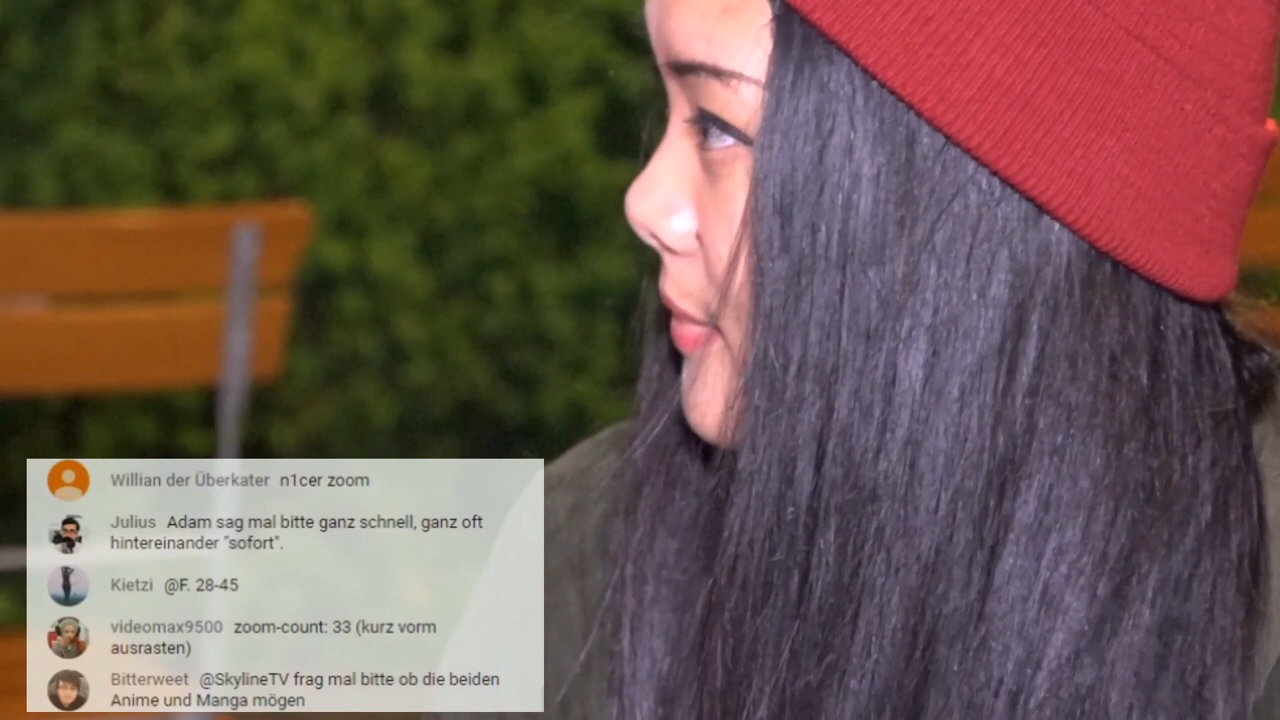 Willian der Überkater n1cer zoom
Julius Adam sag mal bitte ganz schnell, ganz oft
hintereinander "sofort".
Kietzi @F. 28-45
videomax9500 zoom-count: 33 (kurz vorm
ausrasten)
Bitterweet @SkylineTV frag mal bitte ob die beiden
Anime und Manga mögen